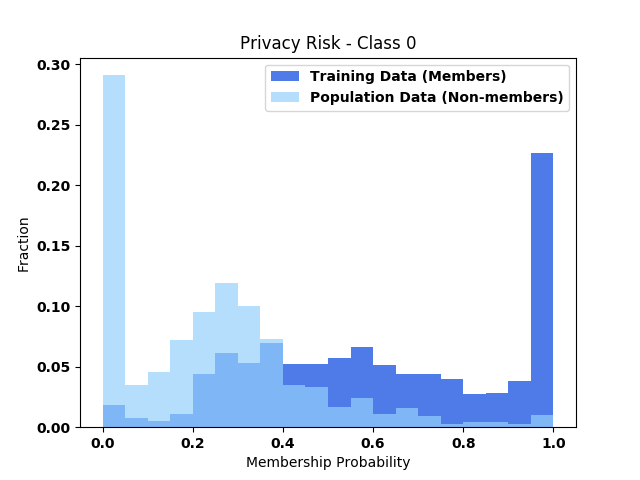 Privacy Risk - Class 0
Training Data (Members)
Population Data (Non-members)
0.30
0.25
0.20
0.15
0.10
0.05
0.00
Fraction
0.0 0.2 0.4 0.6 0.8 1.0
Membership Probability